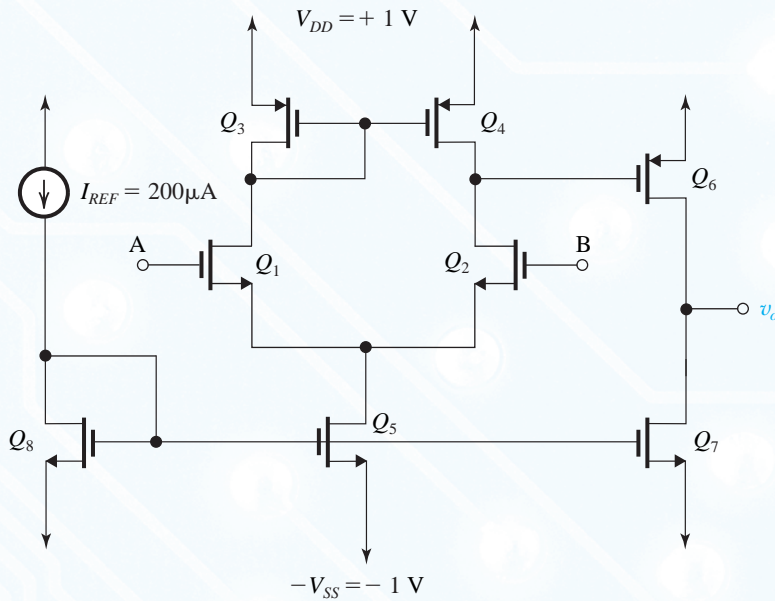 V_DD = + 1 V
Q_3
Q_4
Q_6
I_REF = 200μA
A
B
Q_1
Q_2
v_o
Q_8
Q_5
Q_7
−V_SS = − 1 V